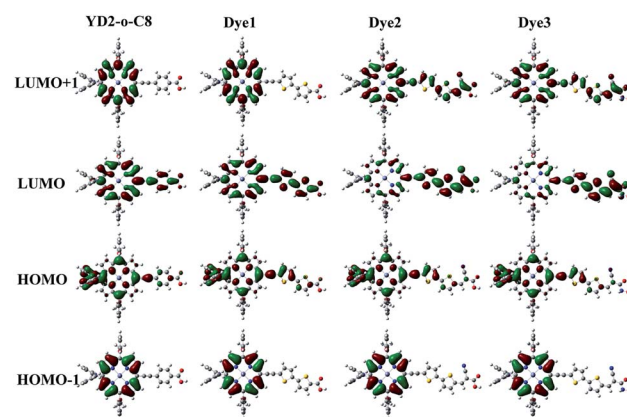 YD2-o-C8 Dye1 Dye2 Dye3
LUMO+1
LUMO
HOMO
HOMO-1